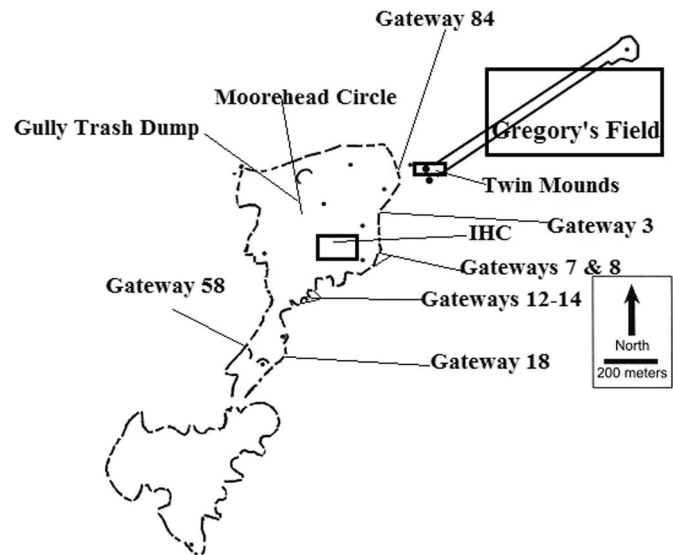 Gateway 84
Moorehead Circle
Gully Trash Dump
Gregory's Field
Twin Mounds
Gateway 3
IHC
Gateways 7 & 8
Gateway 58
Gateways 12-14
North
200 meters
Gateway 18